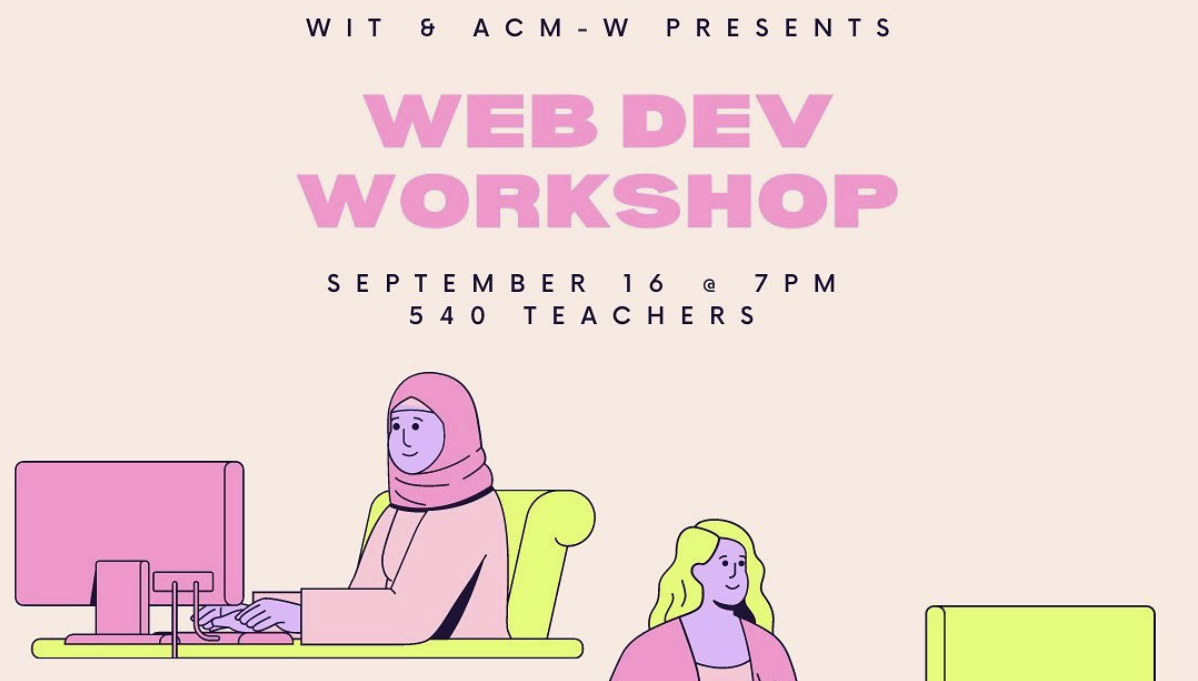 WIT & ACM-W PRESENTS
WEB DEV
WORKSHOP
SEPTEMBER 16 @ 7PM
540 TEACHERS